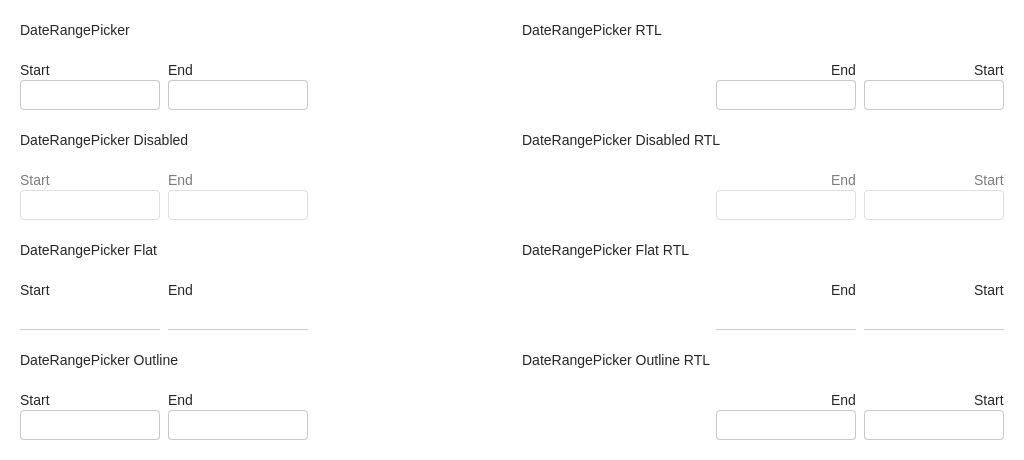 DateRangePicker
DateRangePicker RTL
Start End
End Start
DateRangePicker Disabled
DateRangePicker Disabled RTL
Start End
End Start
DateRangePicker Flat
DateRangePicker Flat RTL
Start End
End Start
DateRangePicker Outline
DateRangePicker Outline RTL
Start End
End Start